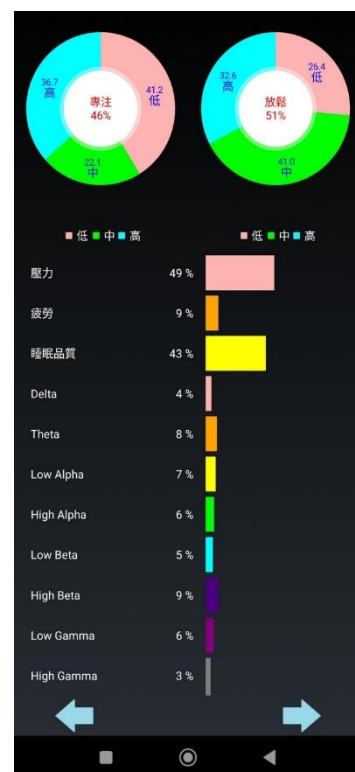 36.7
高
41.2
低
22.1
中
專注
46%
32.6
高
26.4
低
41.0
中
放鬆
51%
低 中 高
低 中 高
壓力 49 %
疲勞 9 %
睡眠品質 43 %
Delta 4 %
Theta 8 %
Low Alpha 7 %
High Alpha 6 %
Low Beta 5 %
High Beta 9 %
Low Gamma 6 %
High Gamma 3 %